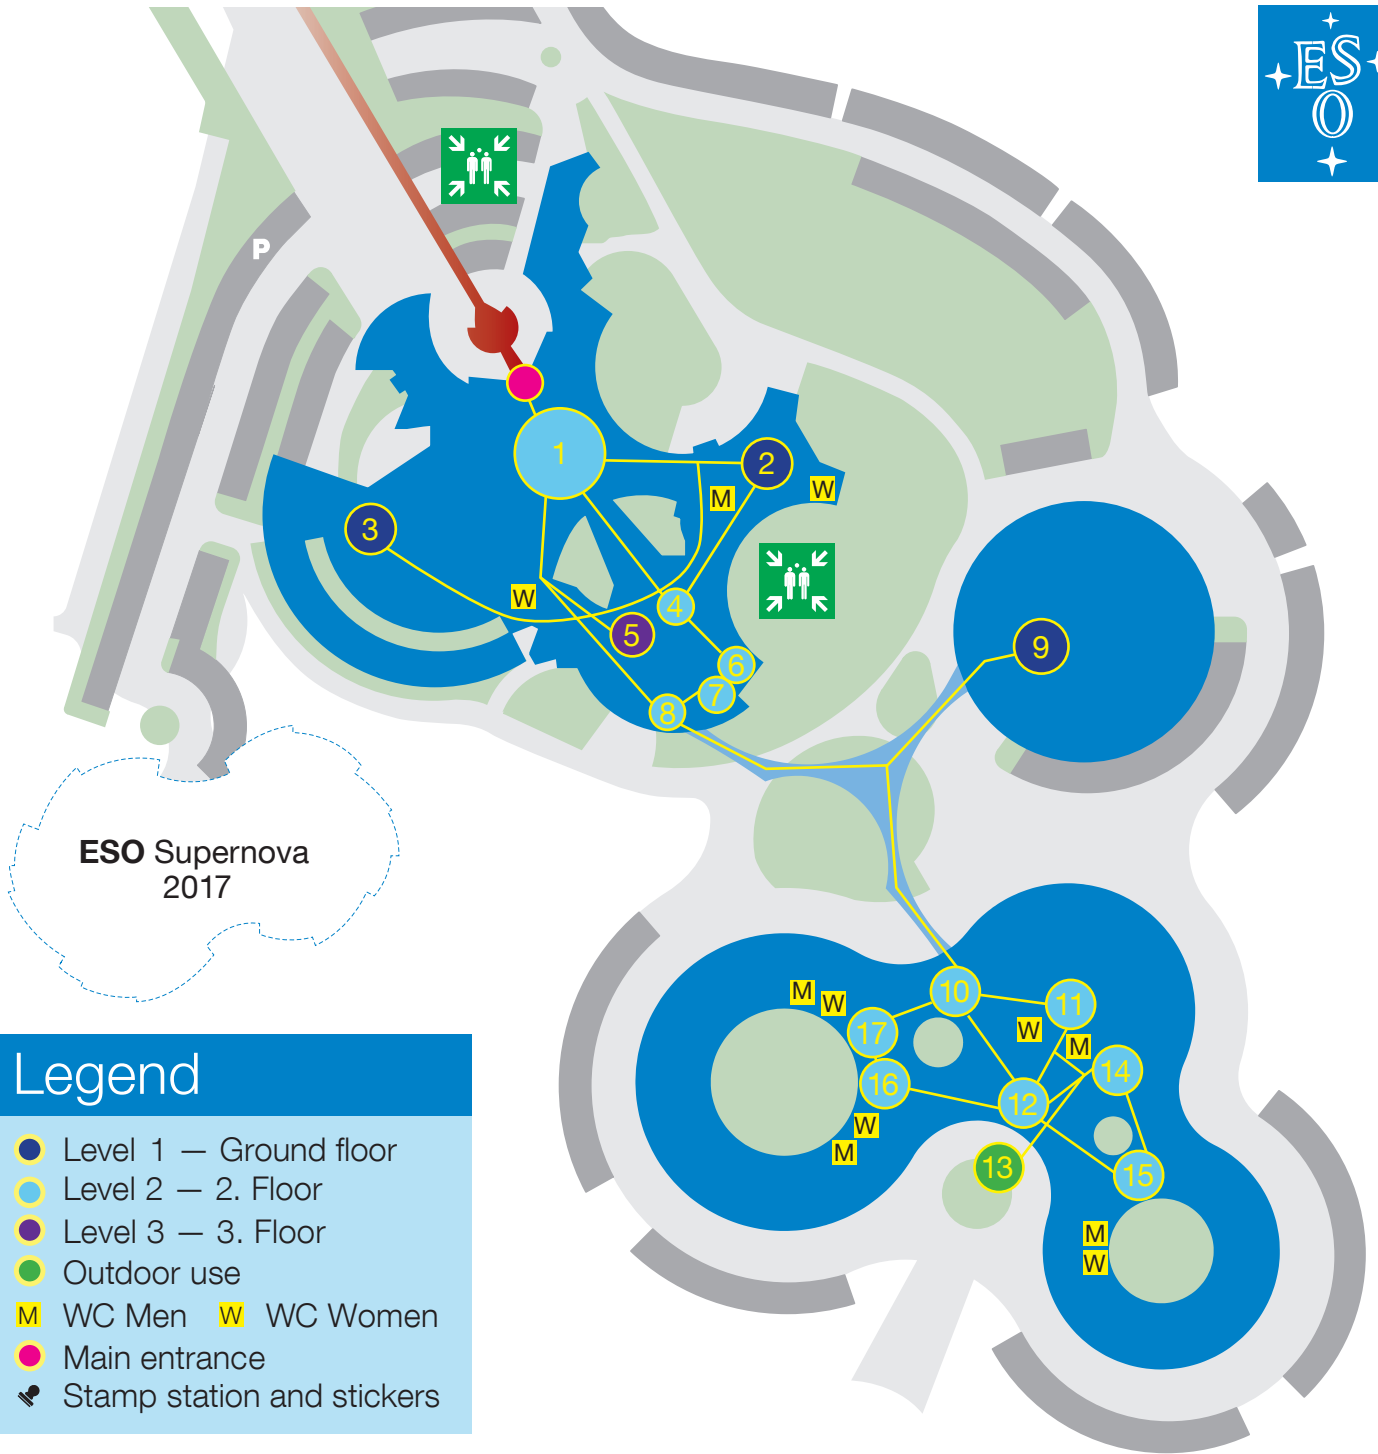 ESO
P
1
2
M
W
3
W
4
5
6
7
8
9
ESO Supernova
2017
10
M
W
11
17
W
M
14
16
12
W
M
13
15
M
W
Legend
Level 1 — Ground floor
Level 2 — 2. Floor
Level 3 — 3. Floor
Outdoor use
M WC Men W WC Women
Main entrance
Stamp station and stickers